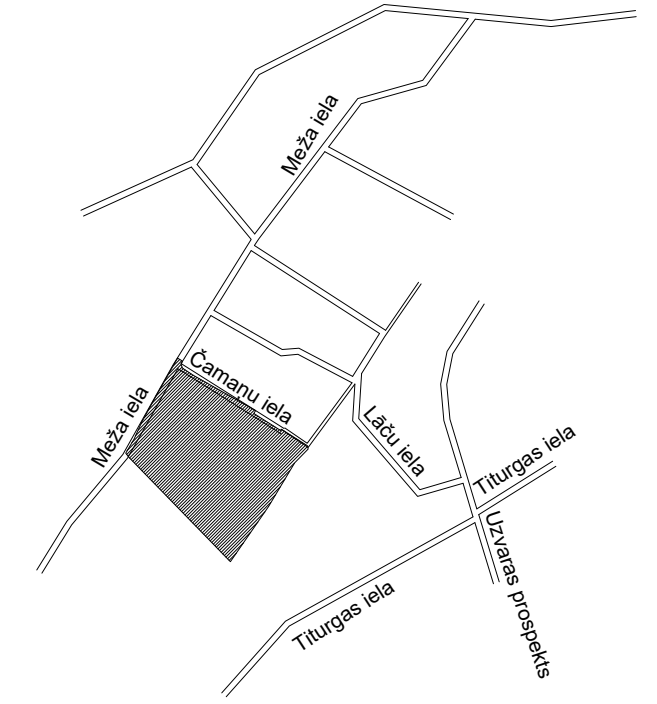 Meža iela
Čamaņu iela
Meža iela
Lāču iela
Titurgas iela
Uzvaras prospekts
Titurgas iela